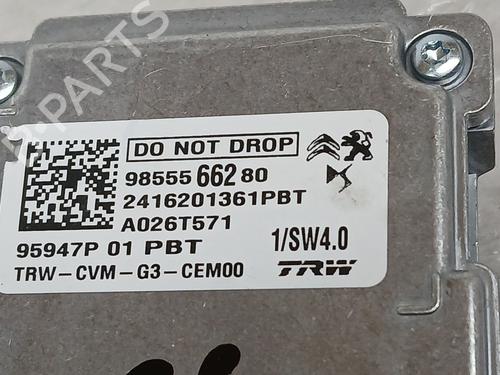 DO NOT DROP
98555 662 80
2416201361PBT
A026T571
95947P 01 PBT 1/SW4.0
TRW-CVM-G3-CEM00 TRW